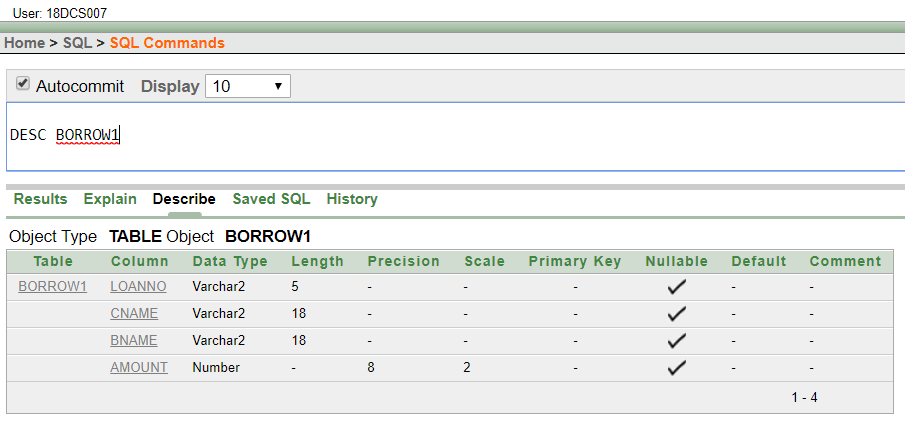 User: 18DCS007
Home > SQL > SQL Commands
Autocommit Display 10
DESC BORROW1
Results Explain Describe Saved SQL History
Object Type TABLE Object BORROW1
Table Column Data Type Length Precision Scale Primary Key Nullable Default Comment
BORROW1 LOANNO Varchar2 5 - - - - -
CNAME Varchar2 18 - - - - -
BNAME Varchar2 18 - - - - -
AMOUNT Number - 8 2 - - -
1 - 4